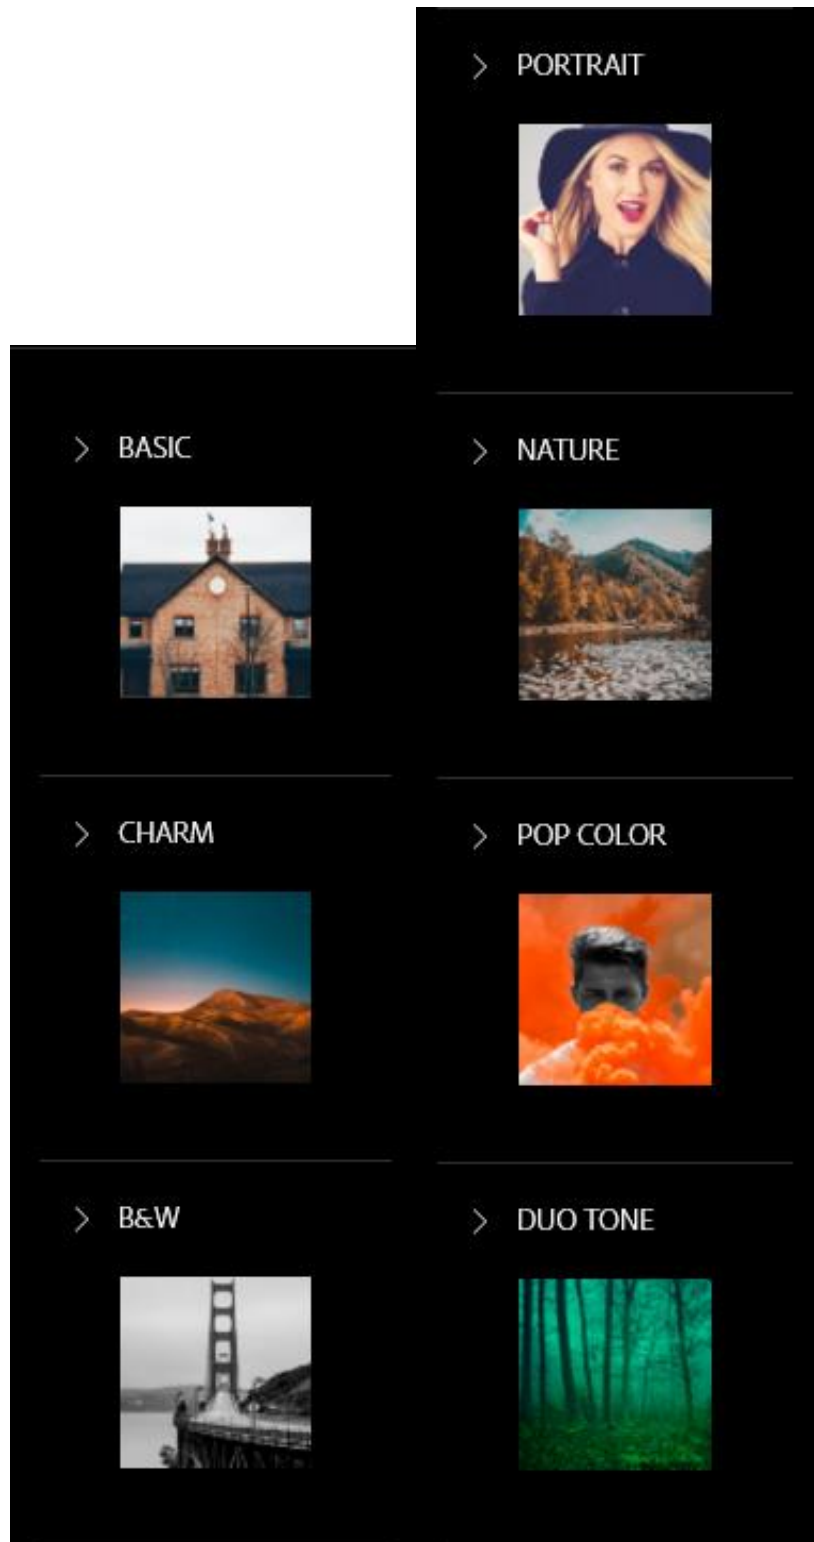 BASIC
CHARM
B&W
PORTRAIT
NATURE
POP COLOR
DUO TONE